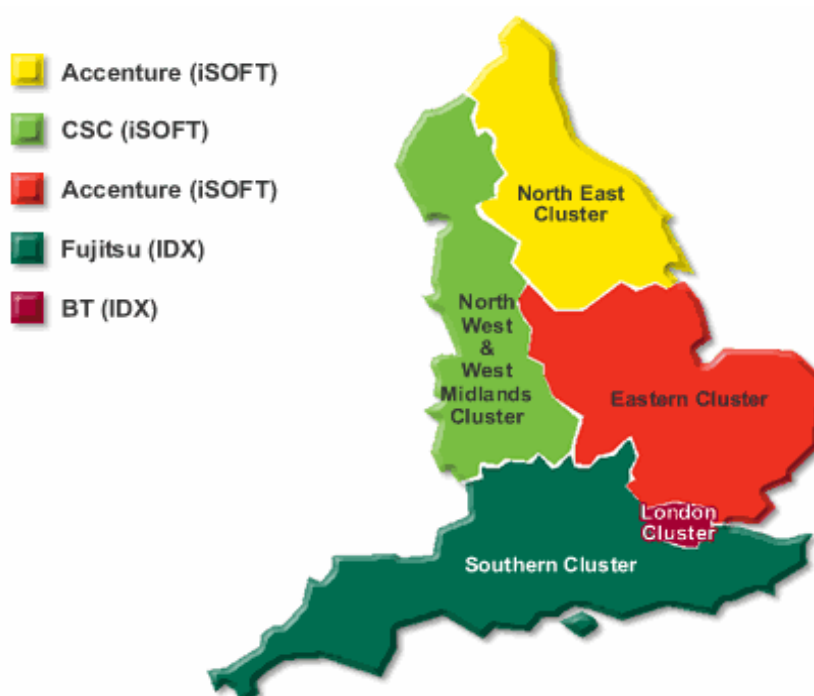 Accenture (iSOFT)
CSC (iSOFT)
Accenture (iSOFT)
Fujitsu (IDX)
BT (IDX)
North East
Cluster
North
West
&
West
Midlands
Cluster
Eastern Cluster
London
Cluster
Southern Cluster